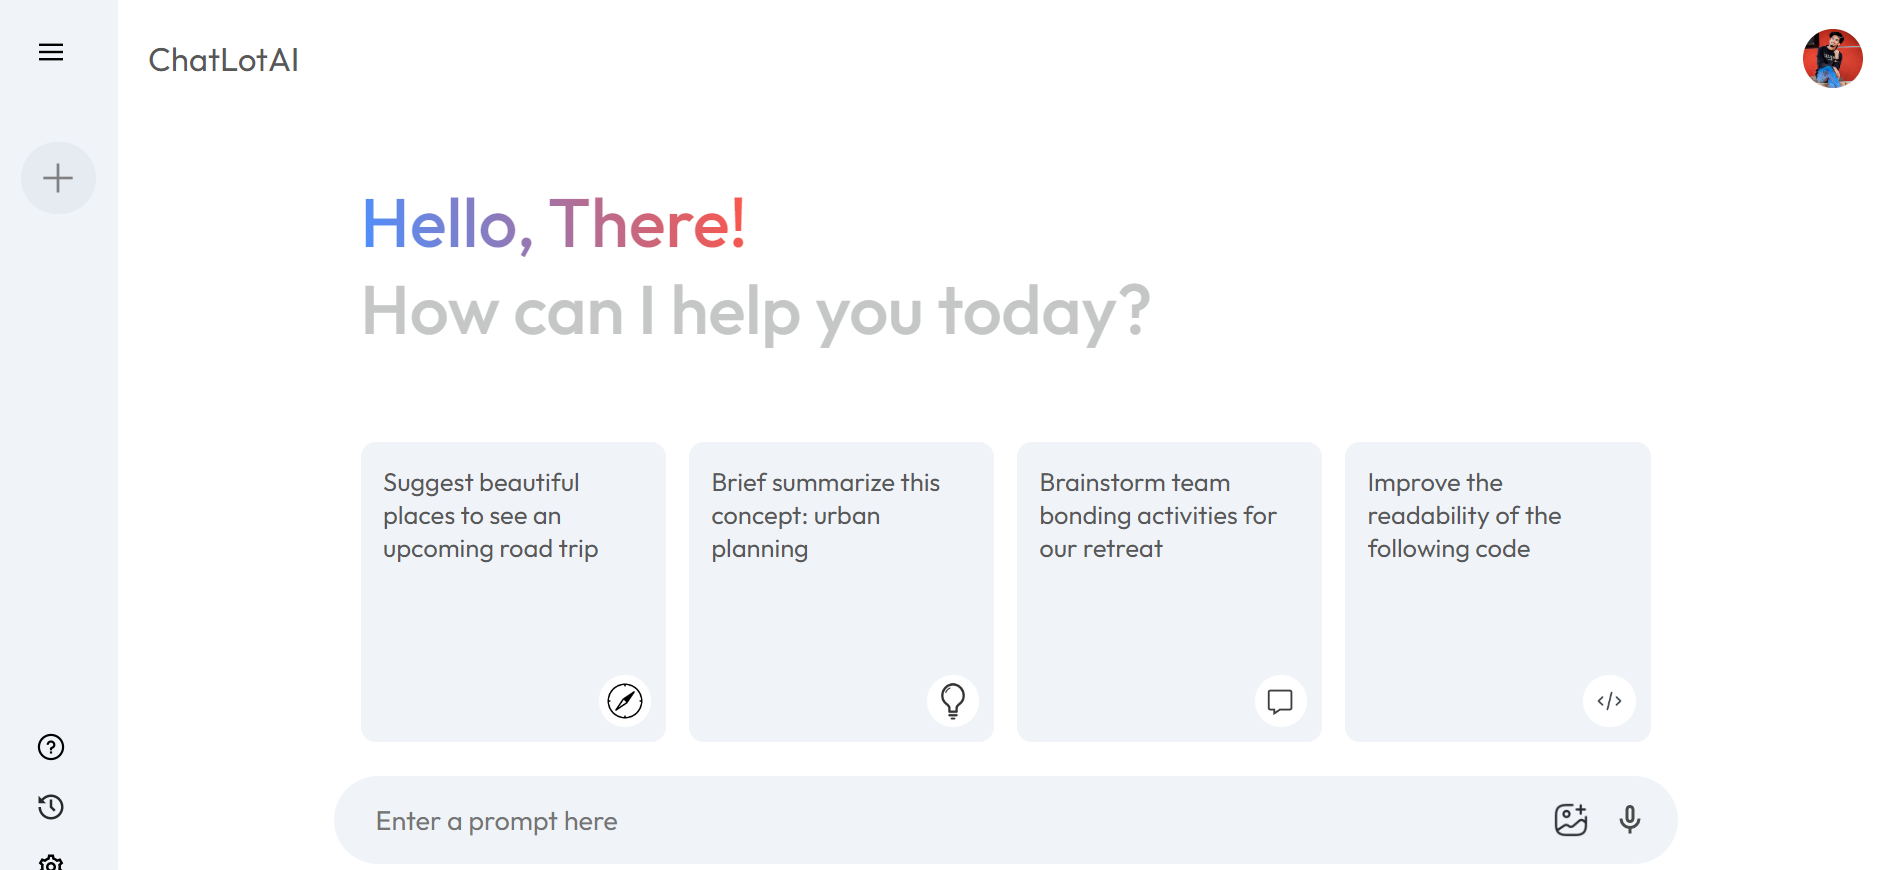 ChatLotAI
Hello, There!
How can I help you today?
Suggest beautiful
places to see an
upcoming road trip
Brief summarize this
concept: urban
planning
Brainstorm team
bonding activities for
our retreat
Improve the
readability of the
following code
Enter a prompt here